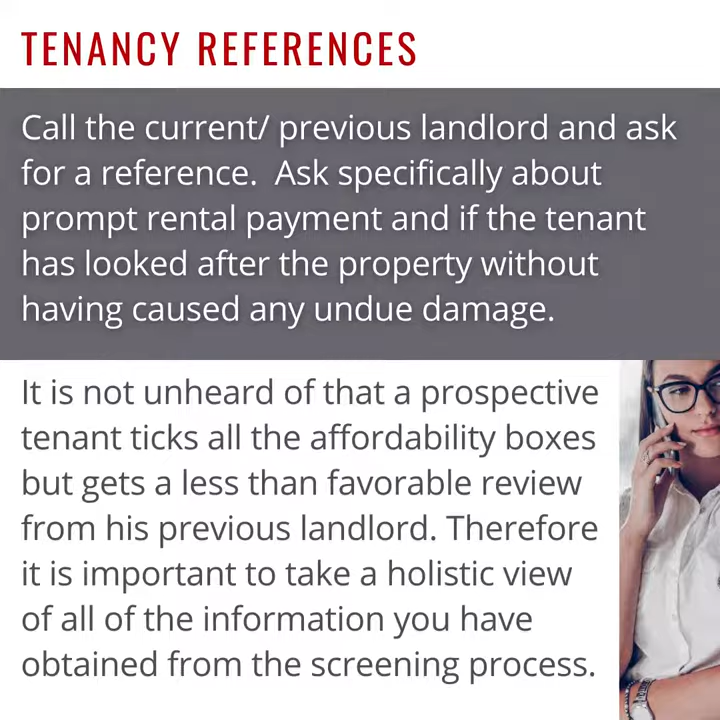 TENANCY REFERENCES
Call the current/ previous landlord and ask
for a reference.  Ask specifically about
prompt rental payment and if the tenant
has looked after the property without
having caused any undue damage.
It is not unheard of that a prospective
tenant ticks all the affordability boxes
but gets a less than favorable review
from his previous landlord. Therefore
it is important to take a holistic view
of all of the information you have
obtained from the screening process.